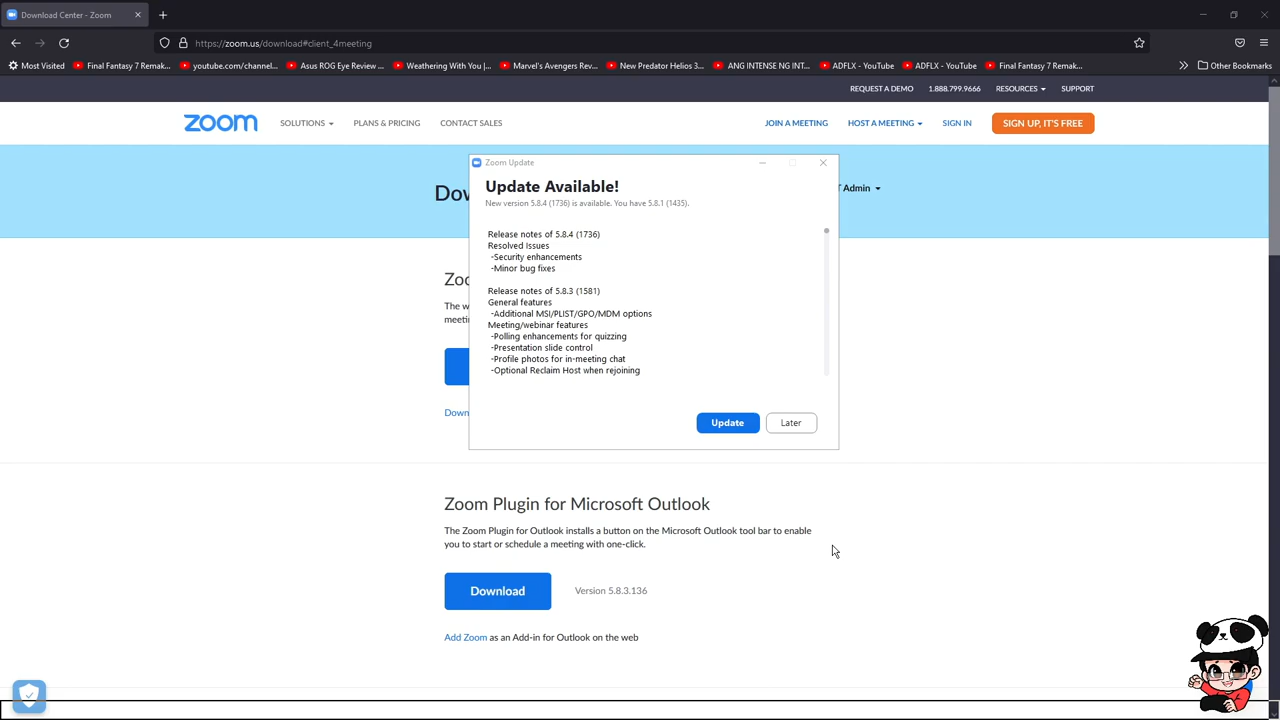 Download Center - Zoom
https://zoom.us/download#client_4meeting
Most Visited
Final Fantasy 7 Remak...
youtube.com/channel...
Asus ROG Eye Review ...
Weathering With You |...
Marvel's Avengers Rev...
New Predator Helios 3...
ANG INTENSE NG INT...
ADFLX - YouTube
ADFLX - YouTube
Final Fantasy 7 Remak...
Other Bookmarks
REQUEST A DEMO
1.888.799.9666
RESOURCES
SUPPORT
zoom
SOLUTIONS
PLANS & PRICING
CONTACT SALES
JOIN A MEETING
HOST A MEETING
SIGN IN
SIGN UP, IT'S FREE
Zoom Update
Update Available!
New version 5.8.4 (1736) is available. You have 5.8.1 (1435).
Release notes of 5.8.4 (1736)
Resolved Issues
-Security enhancements
-Minor bug fixes
Release notes of 5.8.3 (1581)
General features
-Additional MSI/PLIST/GPO/MDM options
Meeting/webinar features
-Polling enhancements for quizzing
-Presentation slide control
-Profile photos for in-meeting chat
-Optional Reclaim Host when rejoining
Update
Later
Dow
T Admin
Zoo
The w
meetin
Down
Zoom Plugin for Microsoft Outlook
The Zoom Plugin for Outlook installs a button on the Microsoft Outlook tool bar to enable
you to start or schedule a meeting with one-click.
Download
Version 5.8.3.136
Add Zoom as an Add-in for Outlook on the web